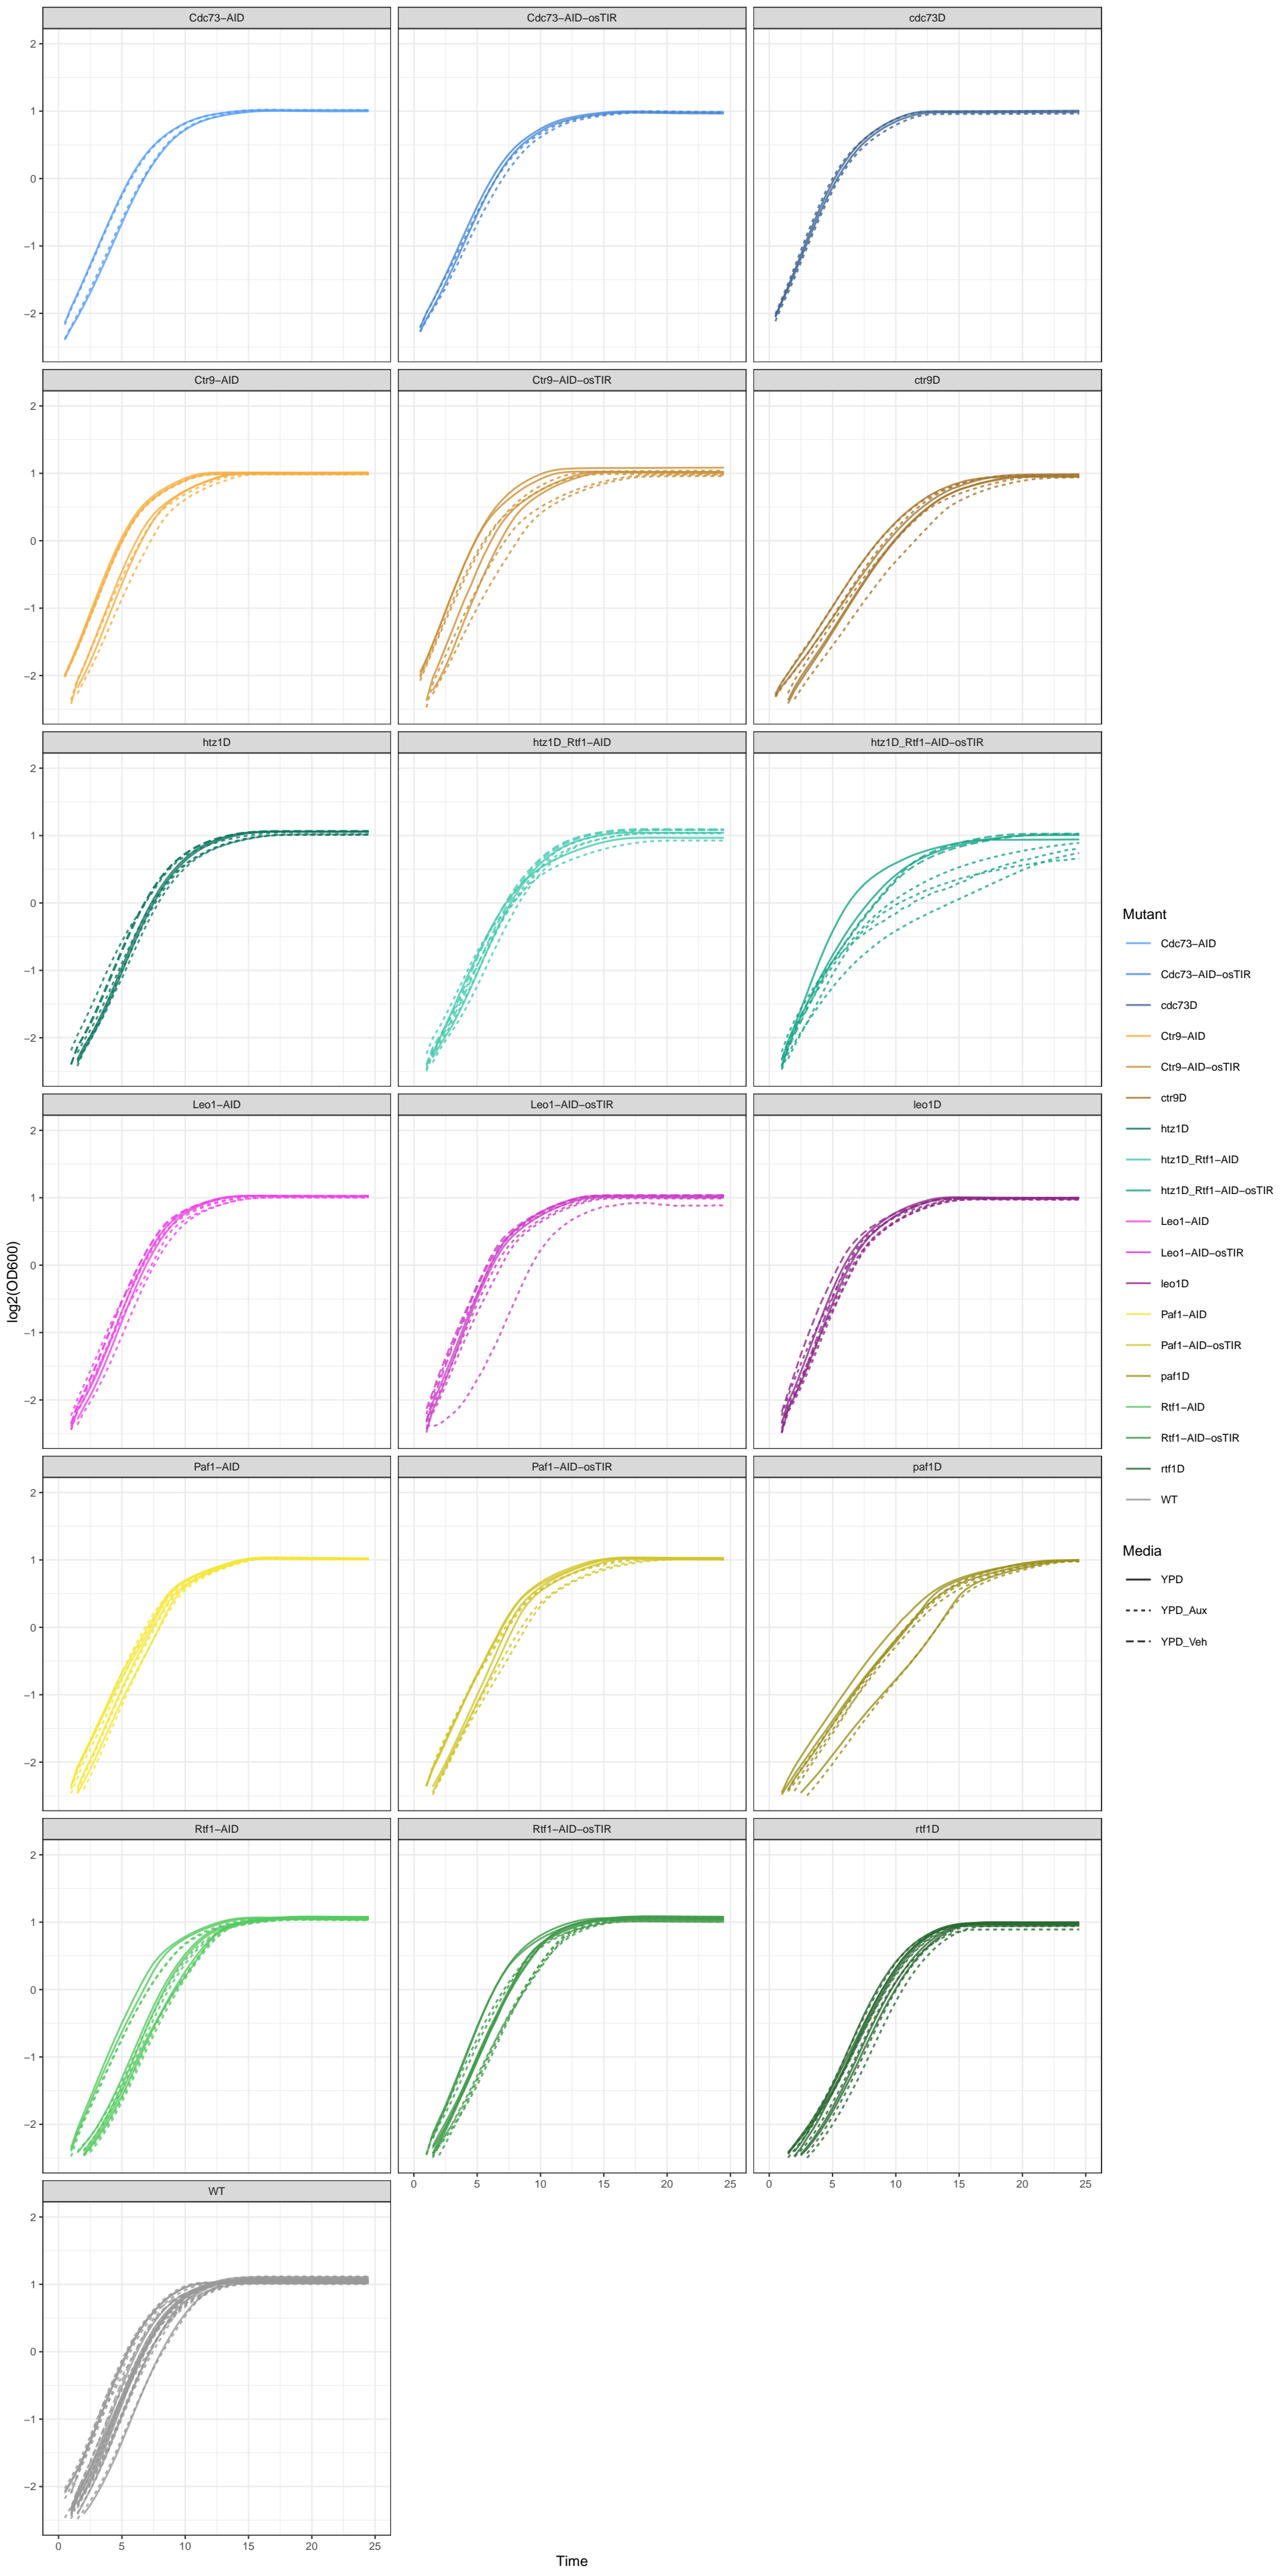 Cdc73−AID
Cdc73−AID−osTIR
cdc73D
2
1
0
−1
−2
Ctr9−AID
Ctr9−AID−osTIR
ctr9D
2
1
0
−1
−2
htz1D
htz1D_Rtf1−AID
htz1D_Rtf1−AID−osTIR
2
1
0
−1
−2
Leo1−AID
Leo1−AID−osTIR
leo1D
2
1
0
−1
−2
log2(OD600)
Paf1−AID
Paf1−AID−osTIR
paf1D
2
1
0
−1
−2
Rtf1−AID
Rtf1−AID−osTIR
rtf1D
2
1
0
−1
−2
0 5 10 15 20 25
0 5 10 15 20 25
WT
2
1
0
−1
−2
0 5 10 15 20 25
Time
Mutant
Cdc73−AID
Cdc73−AID−osTIR
cdc73D
Ctr9−AID
Ctr9−AID−osTIR
ctr9D
htz1D
htz1D_Rtf1−AID
htz1D_Rtf1−AID−osTIR
Leo1−AID
Leo1−AID−osTIR
leo1D
Paf1−AID
Paf1−AID−osTIR
paf1D
Rtf1−AID
Rtf1−AID−osTIR
rtf1D
WT
Media
YPD
YPD_Aux
YPD_Veh